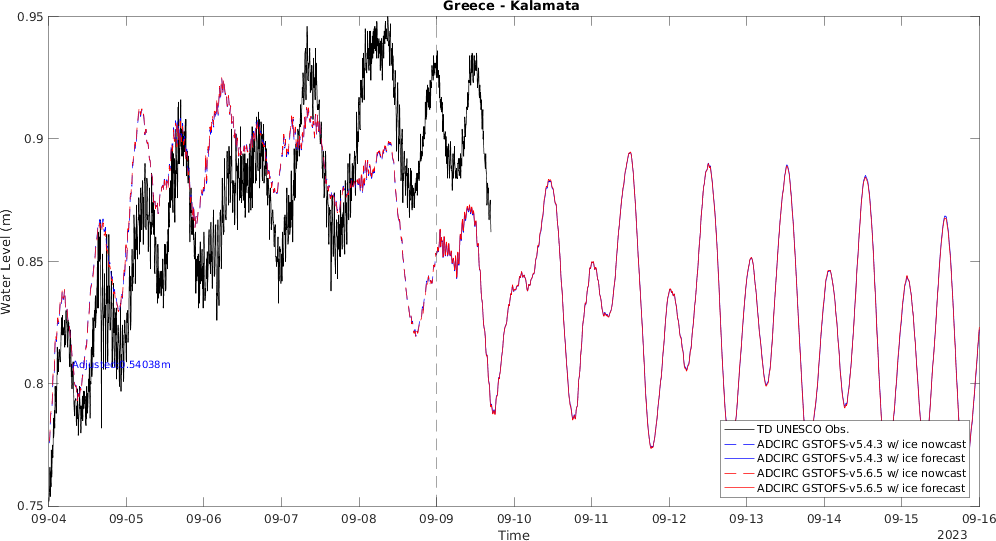 Greece - Kalamata
Water Level (m)
0.95
0.9
0.85
0.8
0.75
Adjusted 0.54038m
TD UNESCO Obs.
ADCIRC GSTOFS-v5.4.3 w/ ice nowcast
ADCIRC GSTOFS-v5.4.3 w/ ice forecast
ADCIRC GSTOFS-v5.6.5 w/ ice nowcast
ADCIRC GSTOFS-v5.6.5 w/ ice forecast
09-04 09-05 09-06 09-07 09-08 09-09 09-10 09-11 09-12 09-13 09-14 09-15 09-16
Time
2023